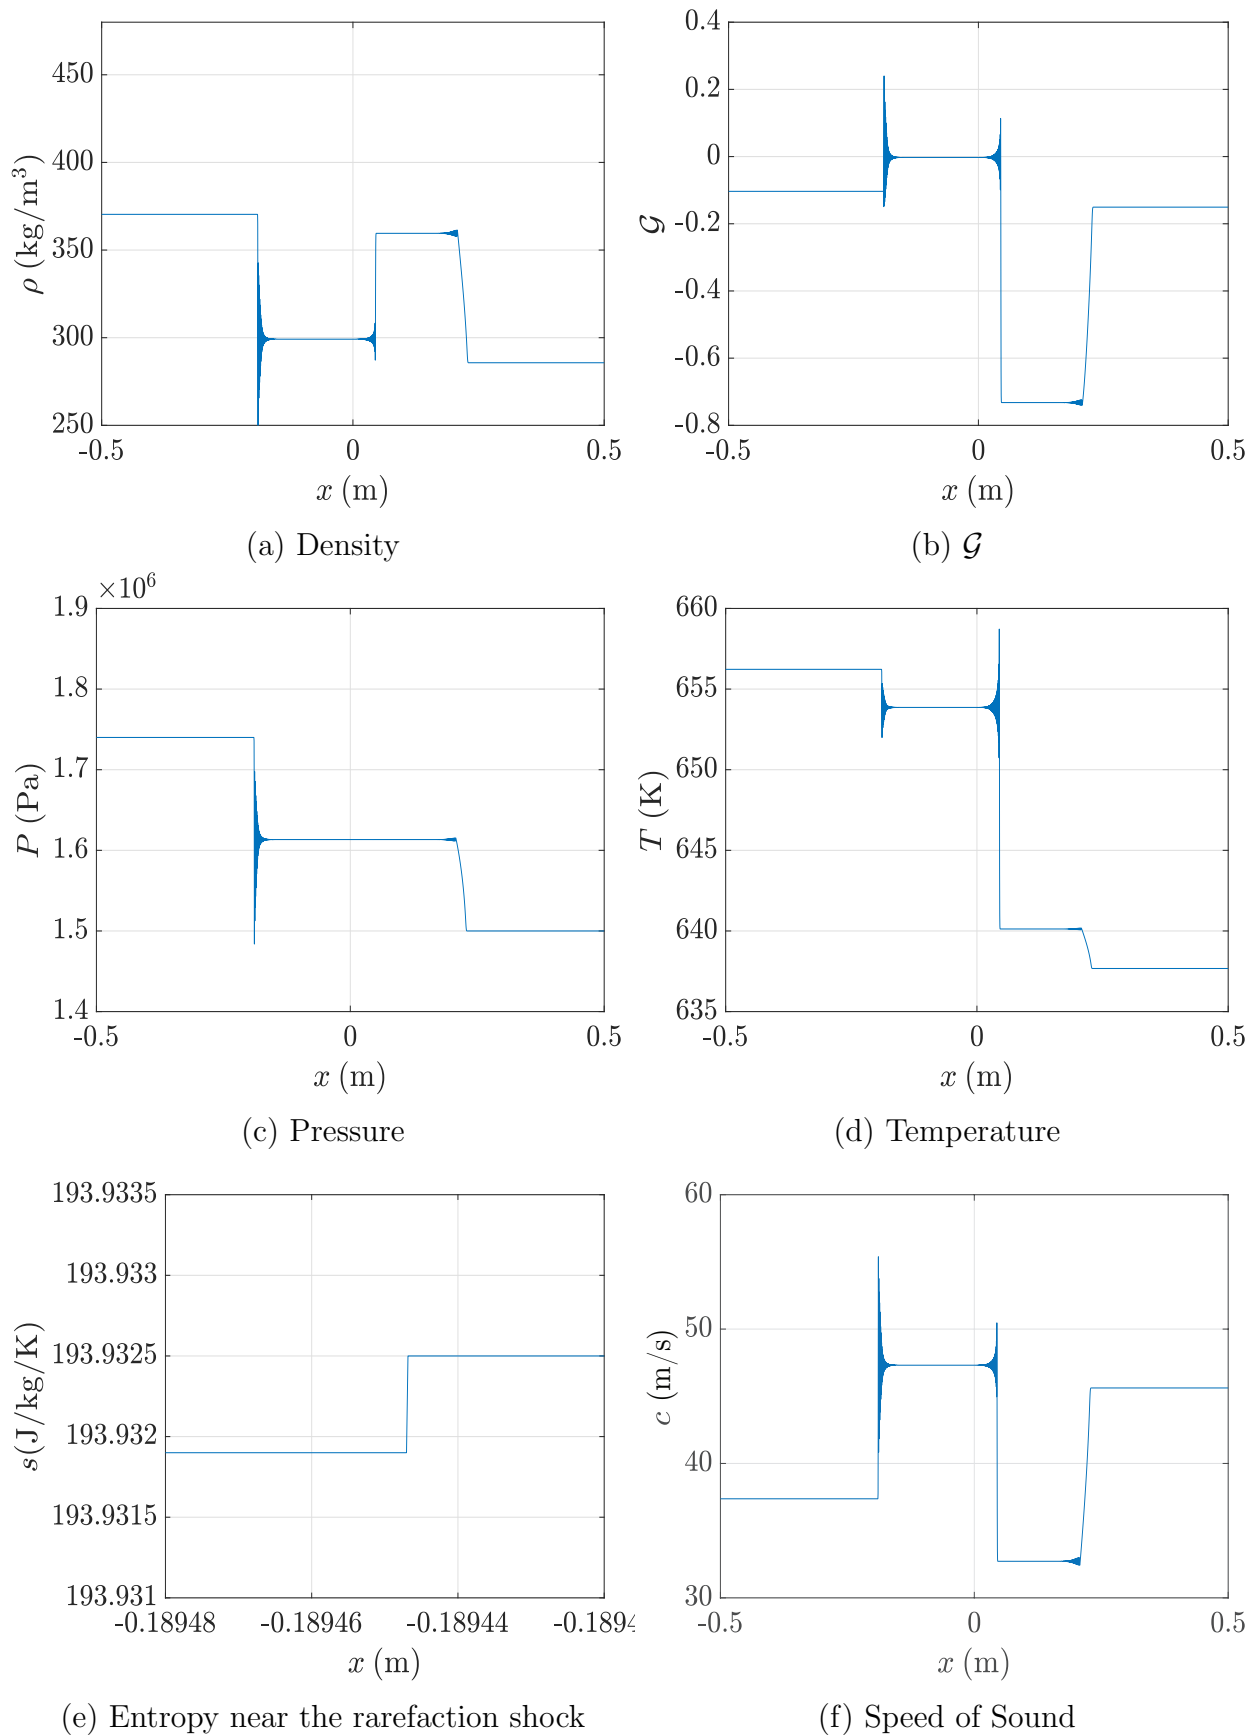 450
400
350
300
250
-0.5 0 0.5
ρ (kg/m³)
x (m)
(a) Density
0.4
0.2
0
-0.2
-0.4
-0.6
-0.8
-0.5 0 0.5
𝒢
x (m)
(b) 𝒢
×10⁶
1.9
1.8
1.7
1.6
1.5
1.4
-0.5 0 0.5
P (Pa)
x (m)
(c) Pressure
660
655
650
645
640
635
-0.5 0 0.5
T (K)
x (m)
(d) Temperature
193.9335
193.933
193.9325
193.932
193.9315
193.931
-0.18948 -0.18946 -0.18944
s(J/kg/K)
x (m)
(e) Entropy near the rarefaction shock
60
50
40
30
-0.5 0 0.5
c (m/s)
x (m)
(f) Speed of Sound